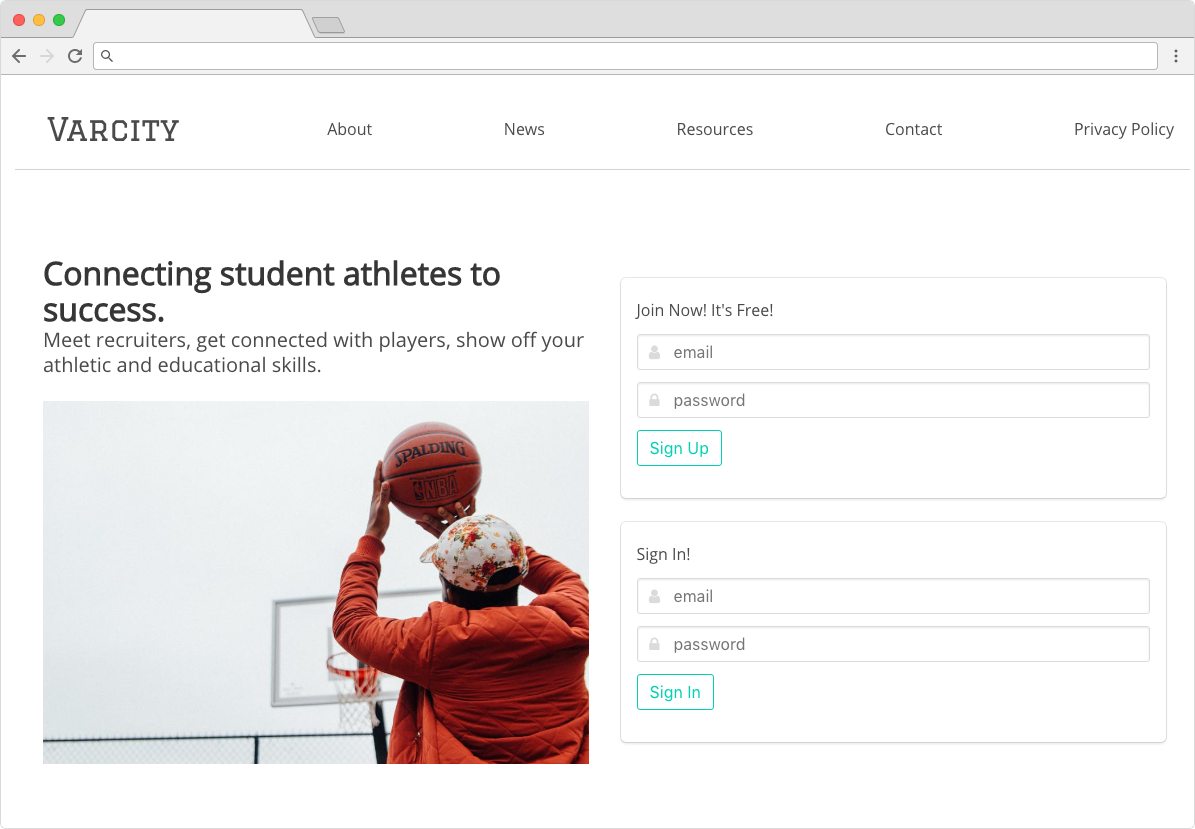 VARCITY
About
News
Resources
Contact
Privacy Policy
Connecting student athletes to
success.
Meet recruiters, get connected with players, show off your
athletic and educational skills.
SPALDING
NBA
Join Now! It's Free!
email
password
Sign Up
Sign In!
email
password
Sign In